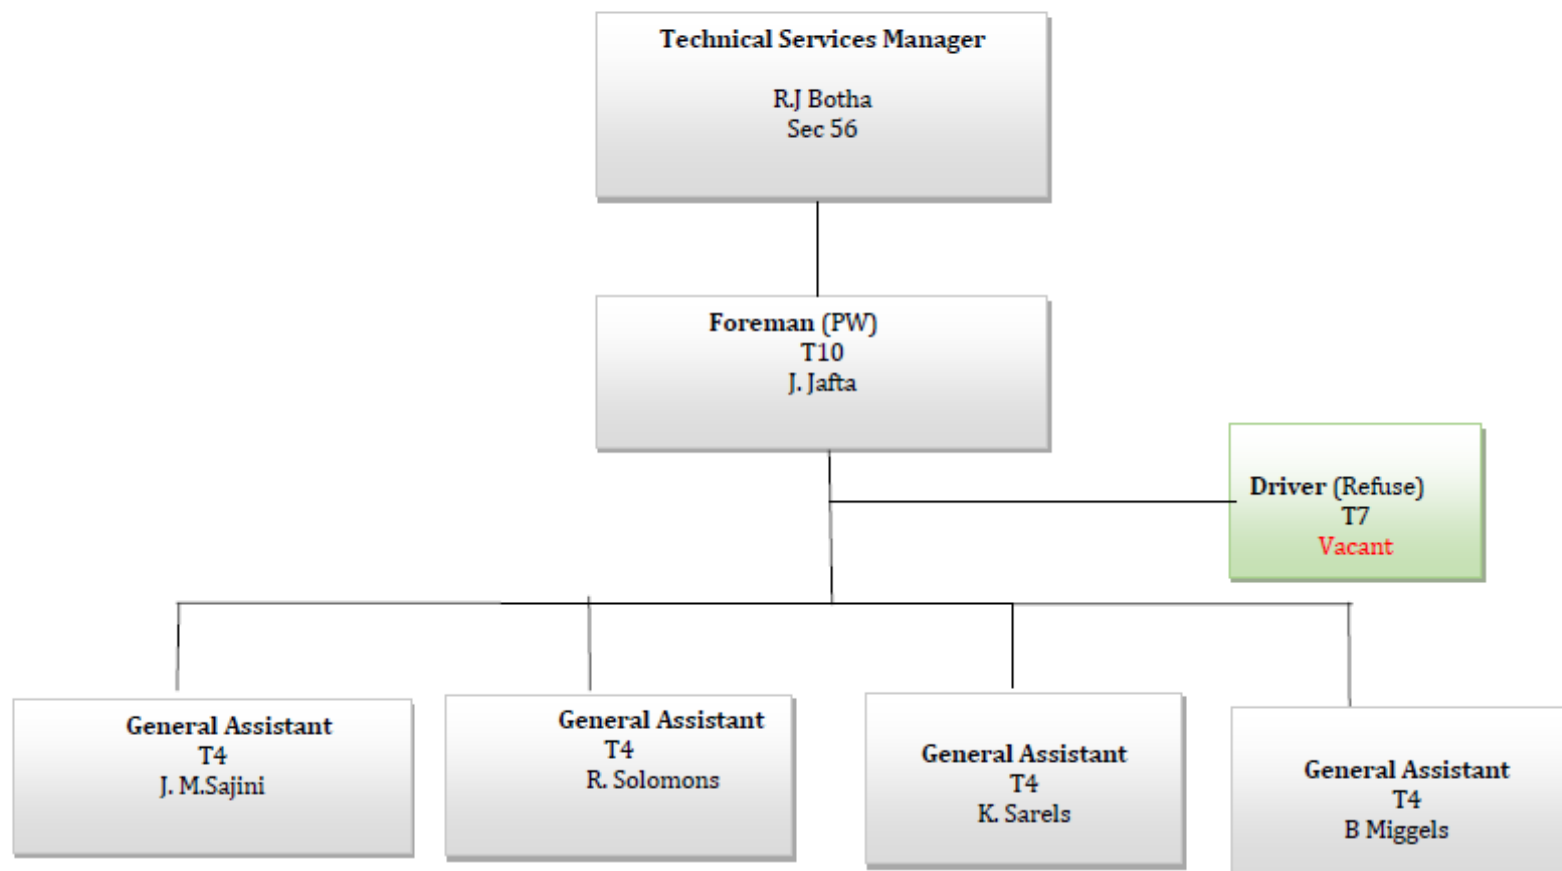 Technical Services Manager
R.J Botha
Sec 56
Foreman (PW)
T10
J. Jafta
Driver (Refuse)
T7
Vacant
General Assistant
T4
J. M.Sajini
General Assistant
T4
R. Solomons
General Assistant
T4
K. Sarels
General Assistant
T4
B Miggels